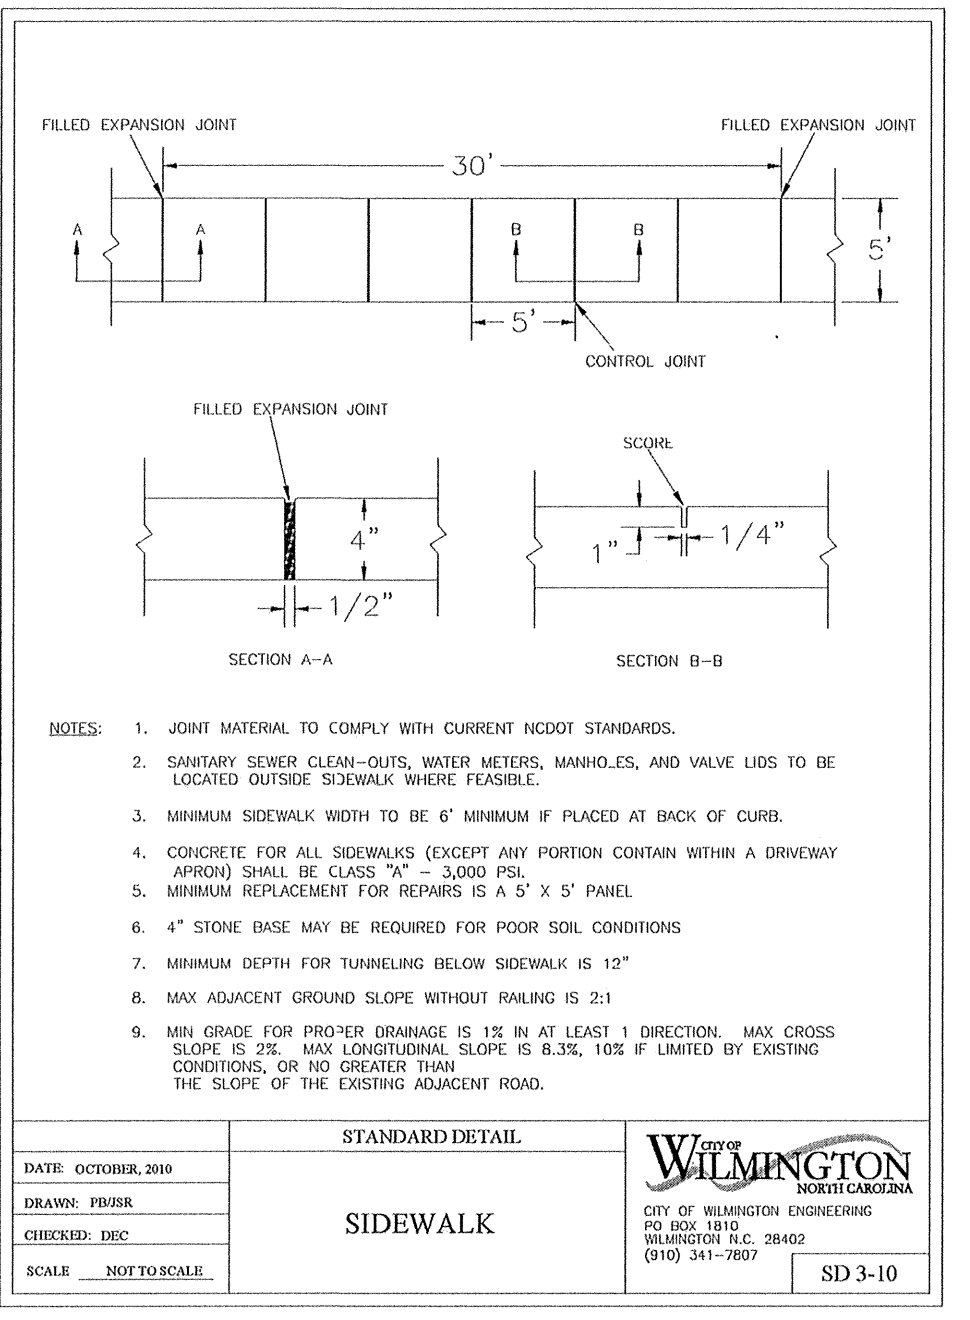 FILLED EXPANSION JOINT
FILLED EXPANSION JOINT
30'
A
A
B
B
5'
5'
CONTROL JOINT
FILLED EXPANSION JOINT
SCORE
4"
1/2"
1"
1/4"
SECTION A-A
SECTION B-B
NOTES:
1. JOINT MATERIAL TO COMPLY WITH CURRENT NCDOT STANDARDS.
2. SANITARY SEWER CLEAN-OUTS, WATER METERS, MANHOLES, AND VALVE LIDS TO BE
LOCATED OUTSIDE SIDEWALK WHERE FEASIBLE.
3. MINIMUM SIDEWALK WIDTH TO BE 6' MINIMUM IF PLACED AT BACK OF CURB.
4. CONCRETE FOR ALL SIDEWALKS (EXCEPT ANY PORTION CONTAIN WITHIN A DRIVEWAY
APRON) SHALL BE CLASS "A" - 3,000 PSI.
5. MINIMUM REPLACEMENT FOR REPAIRS IS A 5' X 5' PANEL
6. 4" STONE BASE MAY BE REQUIRED FOR POOR SOIL CONDITIONS
7. MINIMUM DEPTH FOR TUNNELING BELOW SIDEWALK IS 12"
8. MAX ADJACENT GROUND SLOPE WITHOUT RAILING IS 2:1
9. MIN GRADE FOR PROPER DRAINAGE IS 1% IN AT LEAST 1 DIRECTION. MAX CROSS
SLOPE IS 2%. MAX LONGITUDINAL SLOPE IS 8.3%, 10% IF LIMITED BY EXISTING
CONDITIONS, OR NO GREATER THAN
THE SLOPE OF THE EXISTING ADJACENT ROAD.
DATE: OCTOBER, 2010
DRAWN: PB/JSR
CHECKED: DEC
SCALE NOT TO SCALE
STANDARD DETAIL
SIDEWALK
CITY OF
WILMINGTON
NORTH CAROLINA
CITY OF WILMINGTON ENGINEERING
PO BOX 1810
WILMINGTON N.C. 28402
(910) 341-7807
SD 3-10